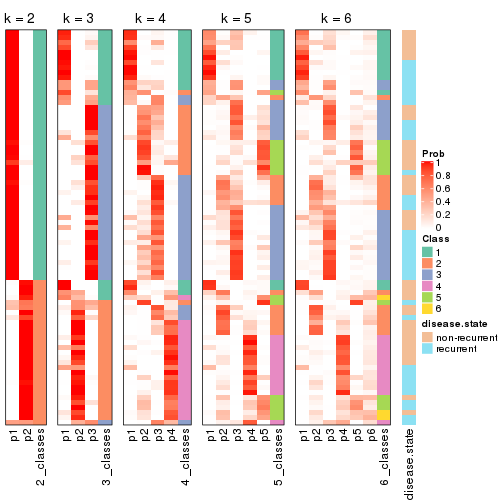 k = 2
k = 3
k = 4
k = 5
k = 6
p1
p2
2_classes
p1
p2
p3
3_classes
p1
p2
p3
p4
4_classes
p1
p2
p3
p4
p5
5_classes
p1
p2
p3
p4
p5
p6
6_classes
disease.state
Prob
1
0.8
0.6
0.4
0.2
0
Class
1
2
3
4
5
6
disease.state
non-recurrent
recurrent